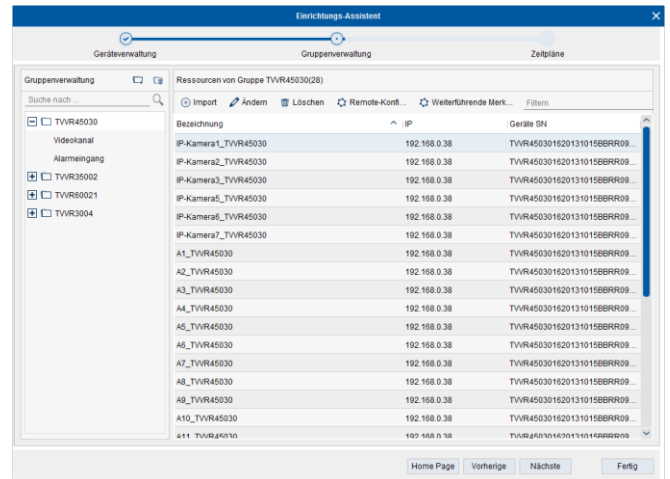 Einrichtungs-Assistent
Geräteverwaltung Gruppenverwaltung Zeitpläne
Gruppenverwaltung
Suche nach ...
TVVR45030
Videokanal
Alarmeingang
TVVR35002
TVVR60021
TVVR3004
Ressourcen von Gruppe TVVR45030(28)
Import Ändern Löschen Remote-Konfi... Weiterführende Merk... Filtern
Bezeichnung IP Geräte SN
IP-Kamera1_TVVR45030 192.168.0.38 TVVR450301620131015BBRR09...
IP-Kamera2_TVVR45030 192.168.0.38 TVVR450301620131015BBRR09...
IP-Kamera3_TVVR45030 192.168.0.38 TVVR450301620131015BBRR09...
IP-Kamera5_TVVR45030 192.168.0.38 TVVR450301620131015BBRR09...
IP-Kamera6_TVVR45030 192.168.0.38 TVVR450301620131015BBRR09...
IP-Kamera7_TVVR45030 192.168.0.38 TVVR450301620131015BBRR09...
A1_TVVR45030 192.168.0.38 TVVR450301620131015BBRR09...
A2_TVVR45030 192.168.0.38 TVVR450301620131015BBRR09...
A3_TVVR45030 192.168.0.38 TVVR450301620131015BBRR09...
A4_TVVR45030 192.168.0.38 TVVR450301620131015BBRR09...
A5_TVVR45030 192.168.0.38 TVVR450301620131015BBRR09...
A6_TVVR45030 192.168.0.38 TVVR450301620131015BBRR09...
A7_TVVR45030 192.168.0.38 TVVR450301620131015BBRR09...
A8_TVVR45030 192.168.0.38 TVVR450301620131015BBRR09...
A9_TVVR45030 192.168.0.38 TVVR450301620131015BBRR09...
A10_TVVR45030 192.168.0.38 TVVR450301620131015BBRR09...
A11_TVVR45030 192.168.0.38 TVVR450301620131015BBRR09...
Home Page Vorherige Nächste Fertig